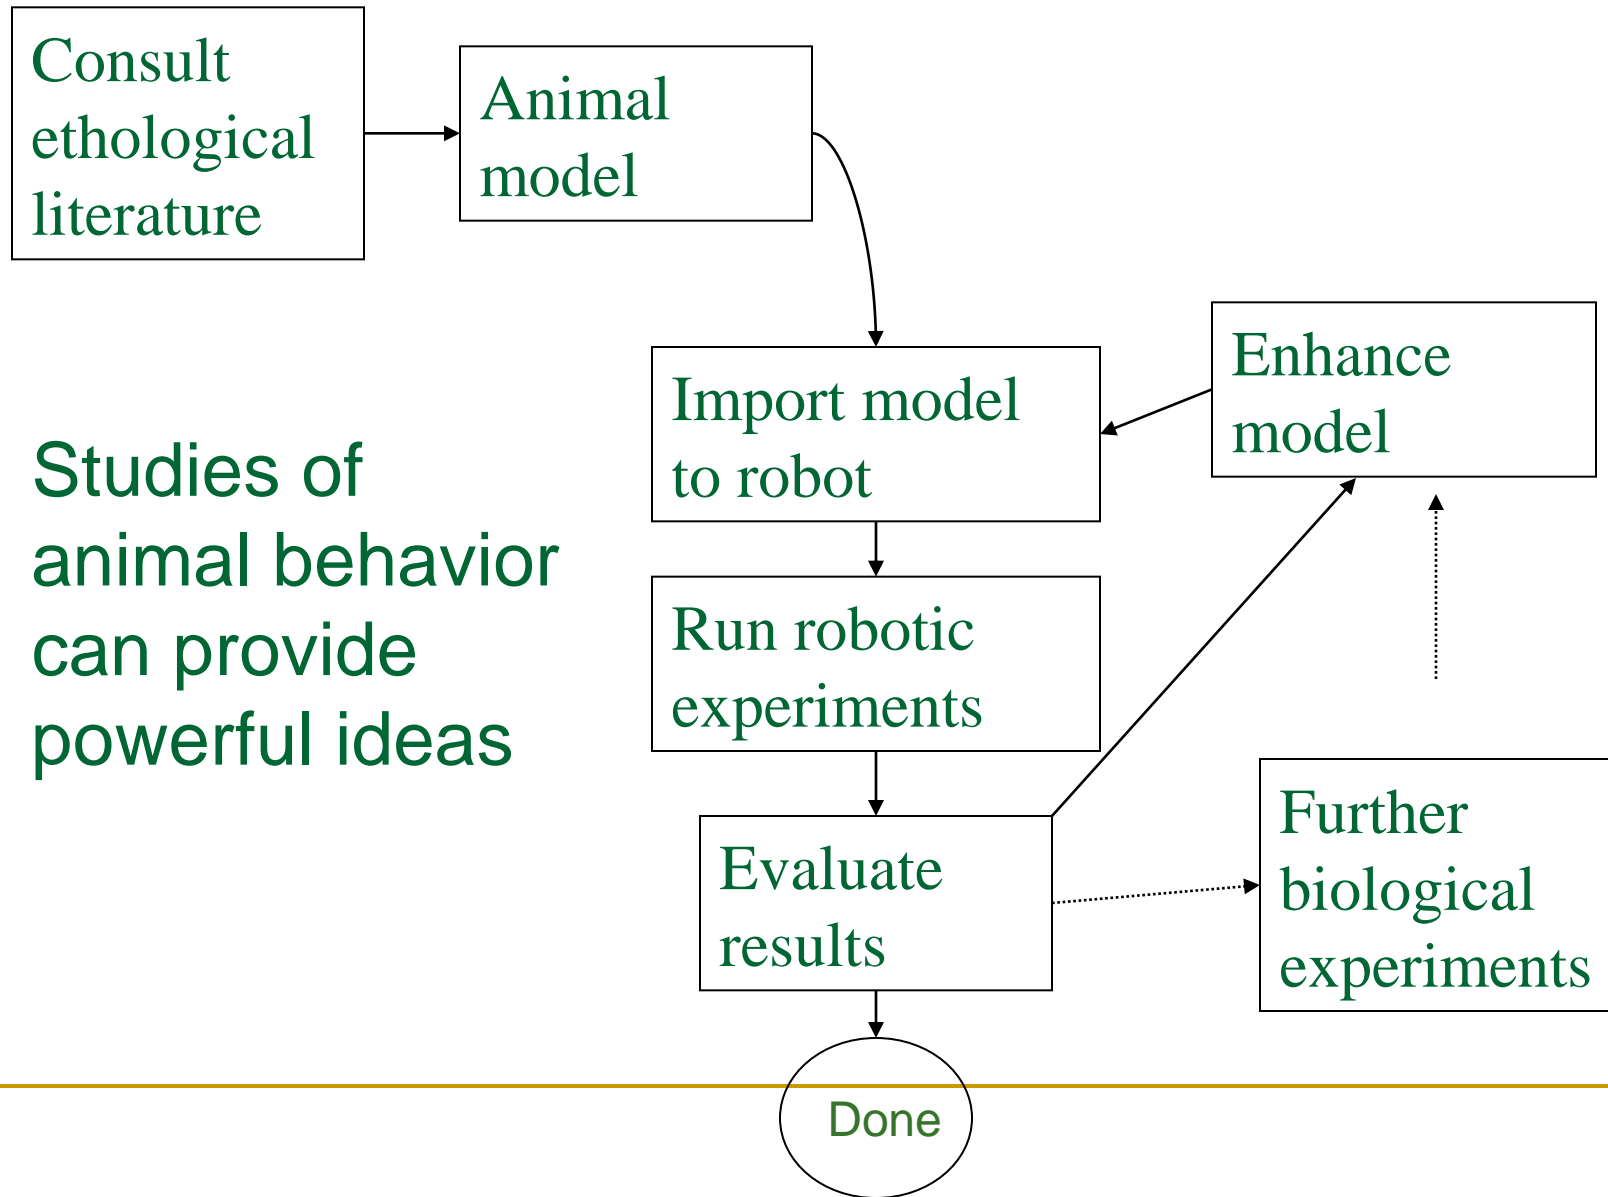 Consult
ethological
literature
Animal
model
Import model
to robot
Enhance
model
Studies of
animal behavior
can provide
powerful ideas
Run robotic
experiments
Evaluate
results
Further
biological
experiments
Done